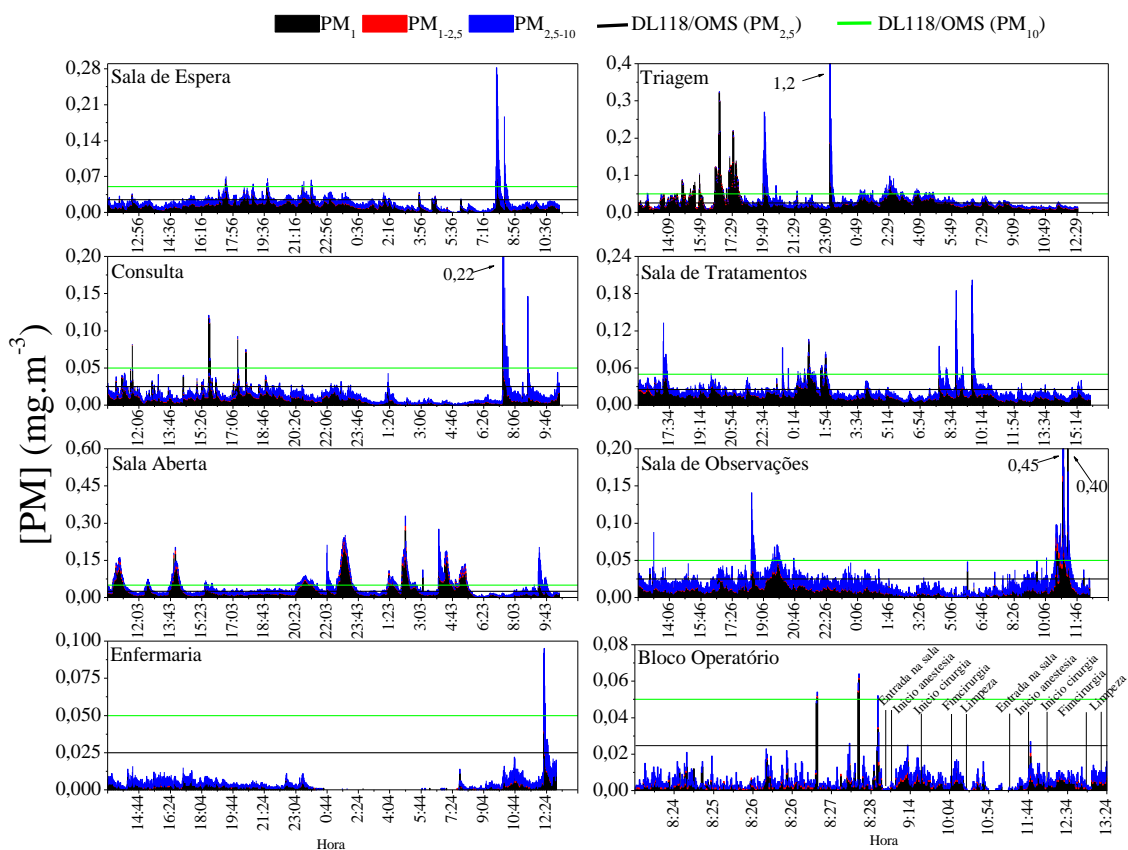 PM1 PM1-2,5 PM2,5-10 DL118/OMS (PM2,5) DL118/OMS (PM10)
[PM] (mg.m-3)
Sala de Espera
0,28
0,21
0,14
0,07
0,00
12:56 14:36 16:16 17:56 19:36 21:16 22:56 0:36 2:16 3:56 5:36 7:16 8:56 10:36
Triagem
1,2
0,4
0,3
0,2
0,1
0,0
14:09 15:49 17:29 19:49 21:29 23:09 0:49 2:29 4:09 5:49 7:29 9:09 10:49 12:29
Consulta
0,22
0,20
0,15
0,10
0,05
0,00
12:06 13:46 15:26 17:06 18:46 20:26 22:06 23:46 1:26 3:06 4:46 6:26 8:06 9:46
Sala de Tratamentos
0,24
0,18
0,12
0,06
0,00
17:34 19:14 20:54 22:34 0:14 1:54 3:34 5:14 6:54 8:34 10:14 11:54 13:34 15:14
Sala Aberta
0,60
0,45
0,30
0,15
0,00
12:03 13:43 15:23 17:03 18:43 20:23 22:03 0:03 1:43 3:03 4:43 6:23 8:03 9:43
Sala de Observações
0,45
0,40
0,20
0,15
0,10
0,05
0,00
14:06 15:46 17:26 19:06 20:46 22:26 0:06 1:46 3:26 5:06 6:46 8:26 10:06 11:46
Enfermaria
0,100
0,075
0,050
0,025
0,000
14:44 16:24 18:04 19:44 21:24 23:04 0:44 2:24 4:04 5:44 7:24 9:04 10:44 12:24
Hora
Bloco Operatório
Entrada na sala
Inicio anestesia
Inicio cirurgia
Fimcirurgia
Limpeza
Entrada na sala
Inicio anestesia
Inicio cirurgia
Fimcirurgia
Limpeza
0,08
0,06
0,04
0,02
0,00
8:24 8:25 8:26 8:26 8:27 8:28 9:14 10:04 10:54 11:44 12:34 13:24
Hora